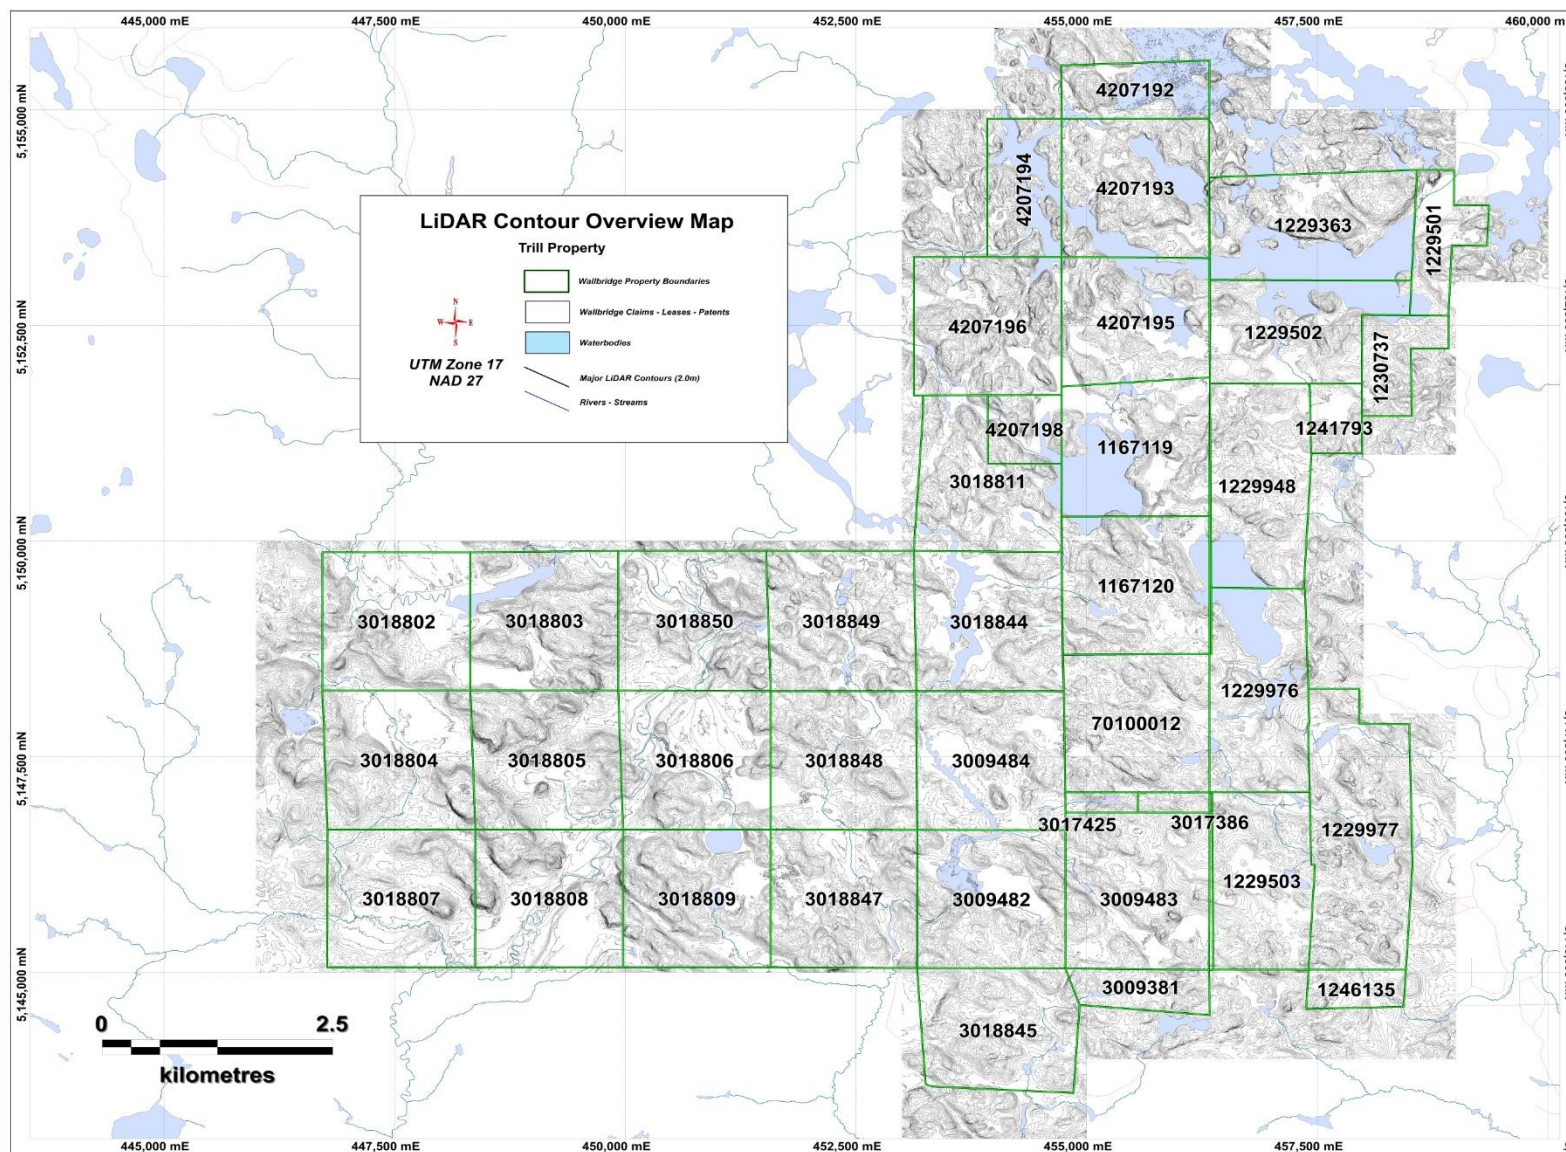 445,000 mE 447,500 mE 450,000 mE 452,500 mE 455,000 mE 457,500 mE 460,000 m
5,155,000 mN
5,152,500 mN
5,150,000 mN
5,147,500 mN
5,145,000 mN
LiDAR Contour Overview Map
Trill Property
N
W E
S
UTM Zone 17
NAD 27
Wallbridge Property Boundaries
Wallbridge Claims - Leases - Patents
Waterbodies
Major LiDAR Contours (2.0m)
Rivers - Streams
4207192
4207194
4207193
1229363
1229501
4207196
4207195
1229502
1230737
4207198
1167119
1241793
3018811
1229948
1167120
3018802
3018803
3018850
3018849
3018844
1229976
70100012
3018804
3018805
3018806
3018848
3009484
3017425
3017386
1229977
3018807
3018808
3018809
3018847
3009482
3009483
1229503
3009381
1246135
3018845
0 2.5
kilometres
445,000 mE 447,500 mE 450,000 mE 452,500 mE 455,000 mE 457,500 mE